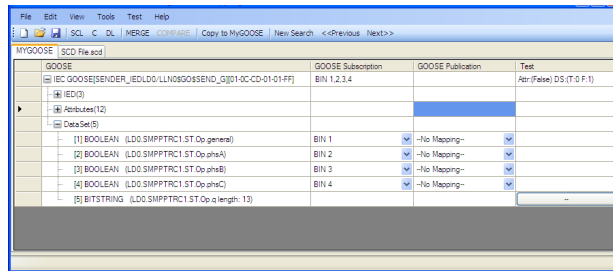 File Edit View Tools Test Help
SCL C DL MERGE COMPARE Copy to MyGOOSE New Search <<Previous Next>>
MYGOOSE SCD File.scd
GOOSE GOOSE Subscription GOOSE Publication Test
IEC GOOSE[SENDER_IEDLD0/LLN0$GO$SEND_G][01-0C-CD-01-01-FF] BIN 1,2,3,4 Attr:(False) DS:(T:0 F:1)
IED(3)
Attributes(12)
DataSet(5)
[1] BOOLEAN (LD0.SMPPTRC1.ST.Op.general) BIN 1 --No Mapping--
[2] BOOLEAN (LD0.SMPPTRC1.ST.Op.phsA) BIN 2 --No Mapping--
[3] BOOLEAN (LD0.SMPPTRC1.ST.Op.phsB) BIN 3 --No Mapping--
[4] BOOLEAN (LD0.SMPPTRC1.ST.Op.phsC) BIN 4 --No Mapping--
[5] BITSTRING (LD0.SMPPTRC1.ST.Op.q length: 13) --